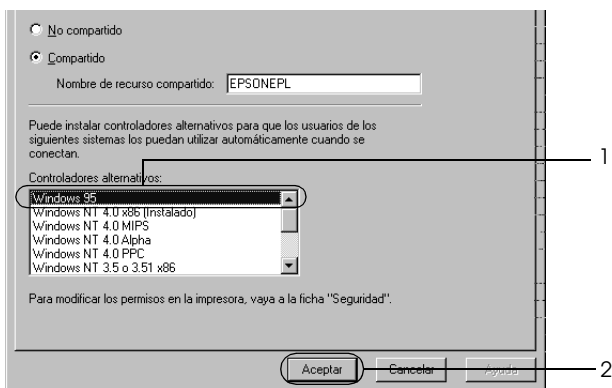 No compartido
Compartido
Nombre de recurso compartido: EPSONEPL
Puede instalar controladores alternativos para que los usuarios de los
siguientes sistemas los puedan utilizar automáticamente cuando se
conectan.
1
Controladores alternativos:
Windows 95
Windows NT 4.0 x86 (Instalado)
Windows NT 4.0 MIPS
Windows NT 4.0 Alpha
Windows NT 4.0 PPC
Windows NT 3.5 o 3.51 x86
Para modificar los permisos en la impresora, vaya a la ficha "Seguridad".
Aceptar Cancelar Ayuda 2